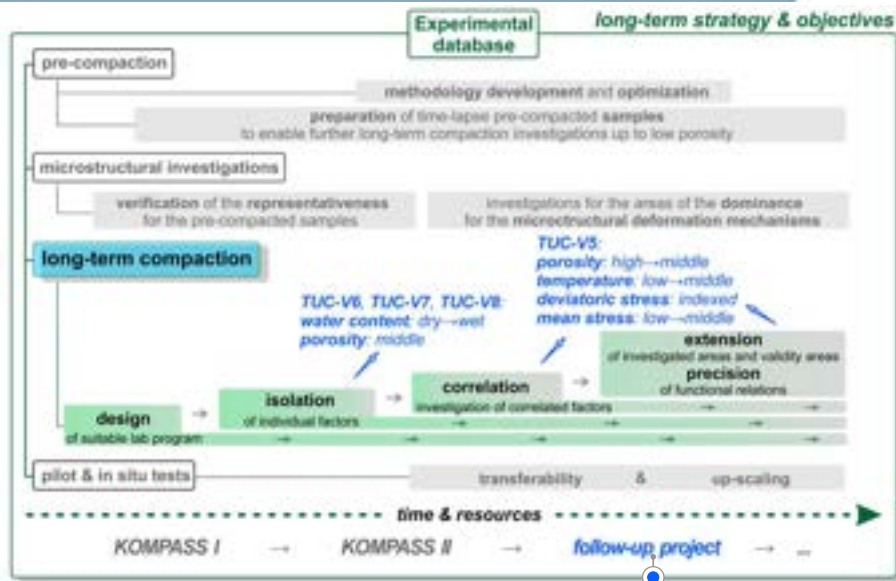 long-term strategy & objectives
Experimental
database
pre-compaction
methodology development and optimization
preparation of time-lapse pre-compacted samples
to enable further long-term compaction investigations up to low porosity
microstructural investigations
verification of the representativeness
for the pre-compacted samples
investigations for the areas of the dominance
for the microstructural deformation mechanisms
long-term compaction
TUC-V5:
porosity: high→middle
temperature: low→middle
deviatoric stress: indexed
mean stress: low→middle
TUC-V6, TUC-V7, TUC-V8:
water content: dry→wet
porosity: middle
extension
of investigated areas and validity areas
precision
of functional relations
correlation
investigation of correlated factors
isolation
of individual factors
design
of suitable lab program
pilot & in situ tests
transferability & up-scaling
time & resources
KOMPASS I → KOMPASS II → follow-up project → ...